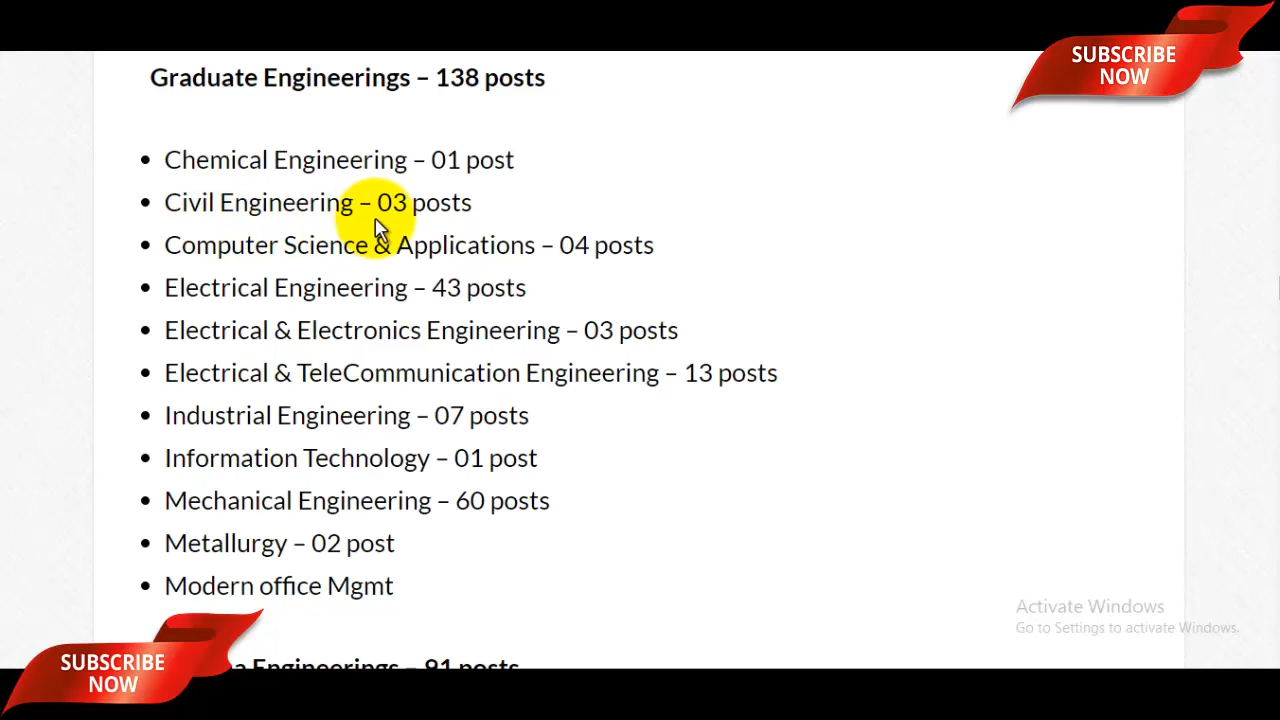 SUBSCRIBE
NOW
Graduate Engineerings – 138 posts
• Chemical Engineering – 01 post
• Civil Engineering – 03 posts
• Computer Science & Applications – 04 posts
• Electrical Engineering – 43 posts
• Electrical & Electronics Engineering – 03 posts
• Electrical & TeleCommunication Engineering – 13 posts
• Industrial Engineering – 07 posts
• Information Technology – 01 post
• Mechanical Engineering – 60 posts
• Metallurgy – 02 post
• Modern office Mgmt
Activate Windows
Go to Settings to activate Windows.
SUBSCRIBE
NOW
Engineerings – 91 posts